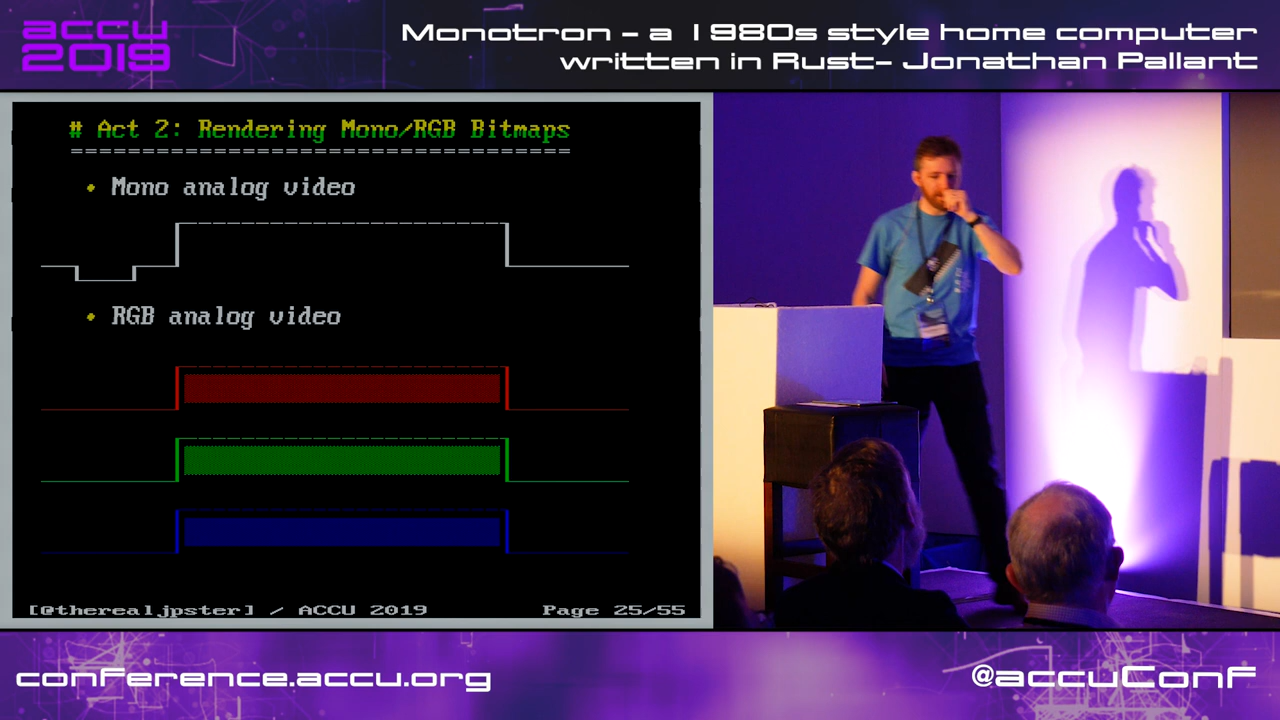 accu
2019
Monotron - a 1980s style home computer
written in Rust- Jonathan Pallant
# Act 2: Rendering Mono/RGB Bitmaps
===================================
• Mono analog video
• RGB analog video
[@therealjpster] / ACCU 2019
Page 25/55
conference.accu.org
@accuConf